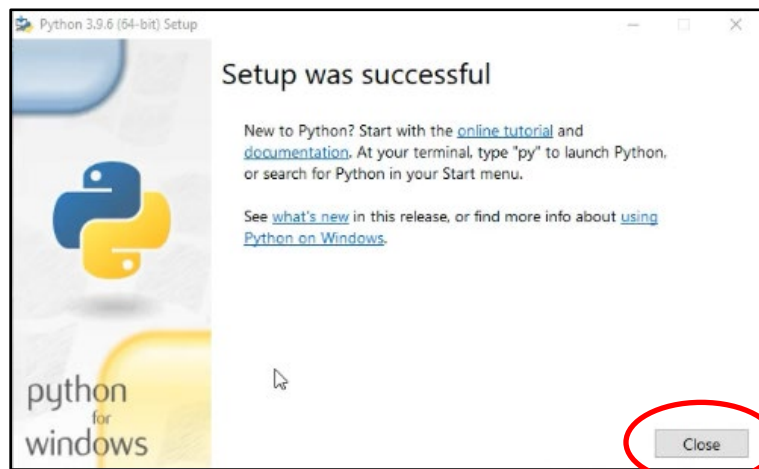 Python 3.9.6 (64-bit) Setup
Setup was successful
New to Python? Start with the online tutorial and
documentation. At your terminal, type "py" to launch Python,
or search for Python in your Start menu.
See what's new in this release, or find more info about using
Python on Windows.
python
for
windows
Close